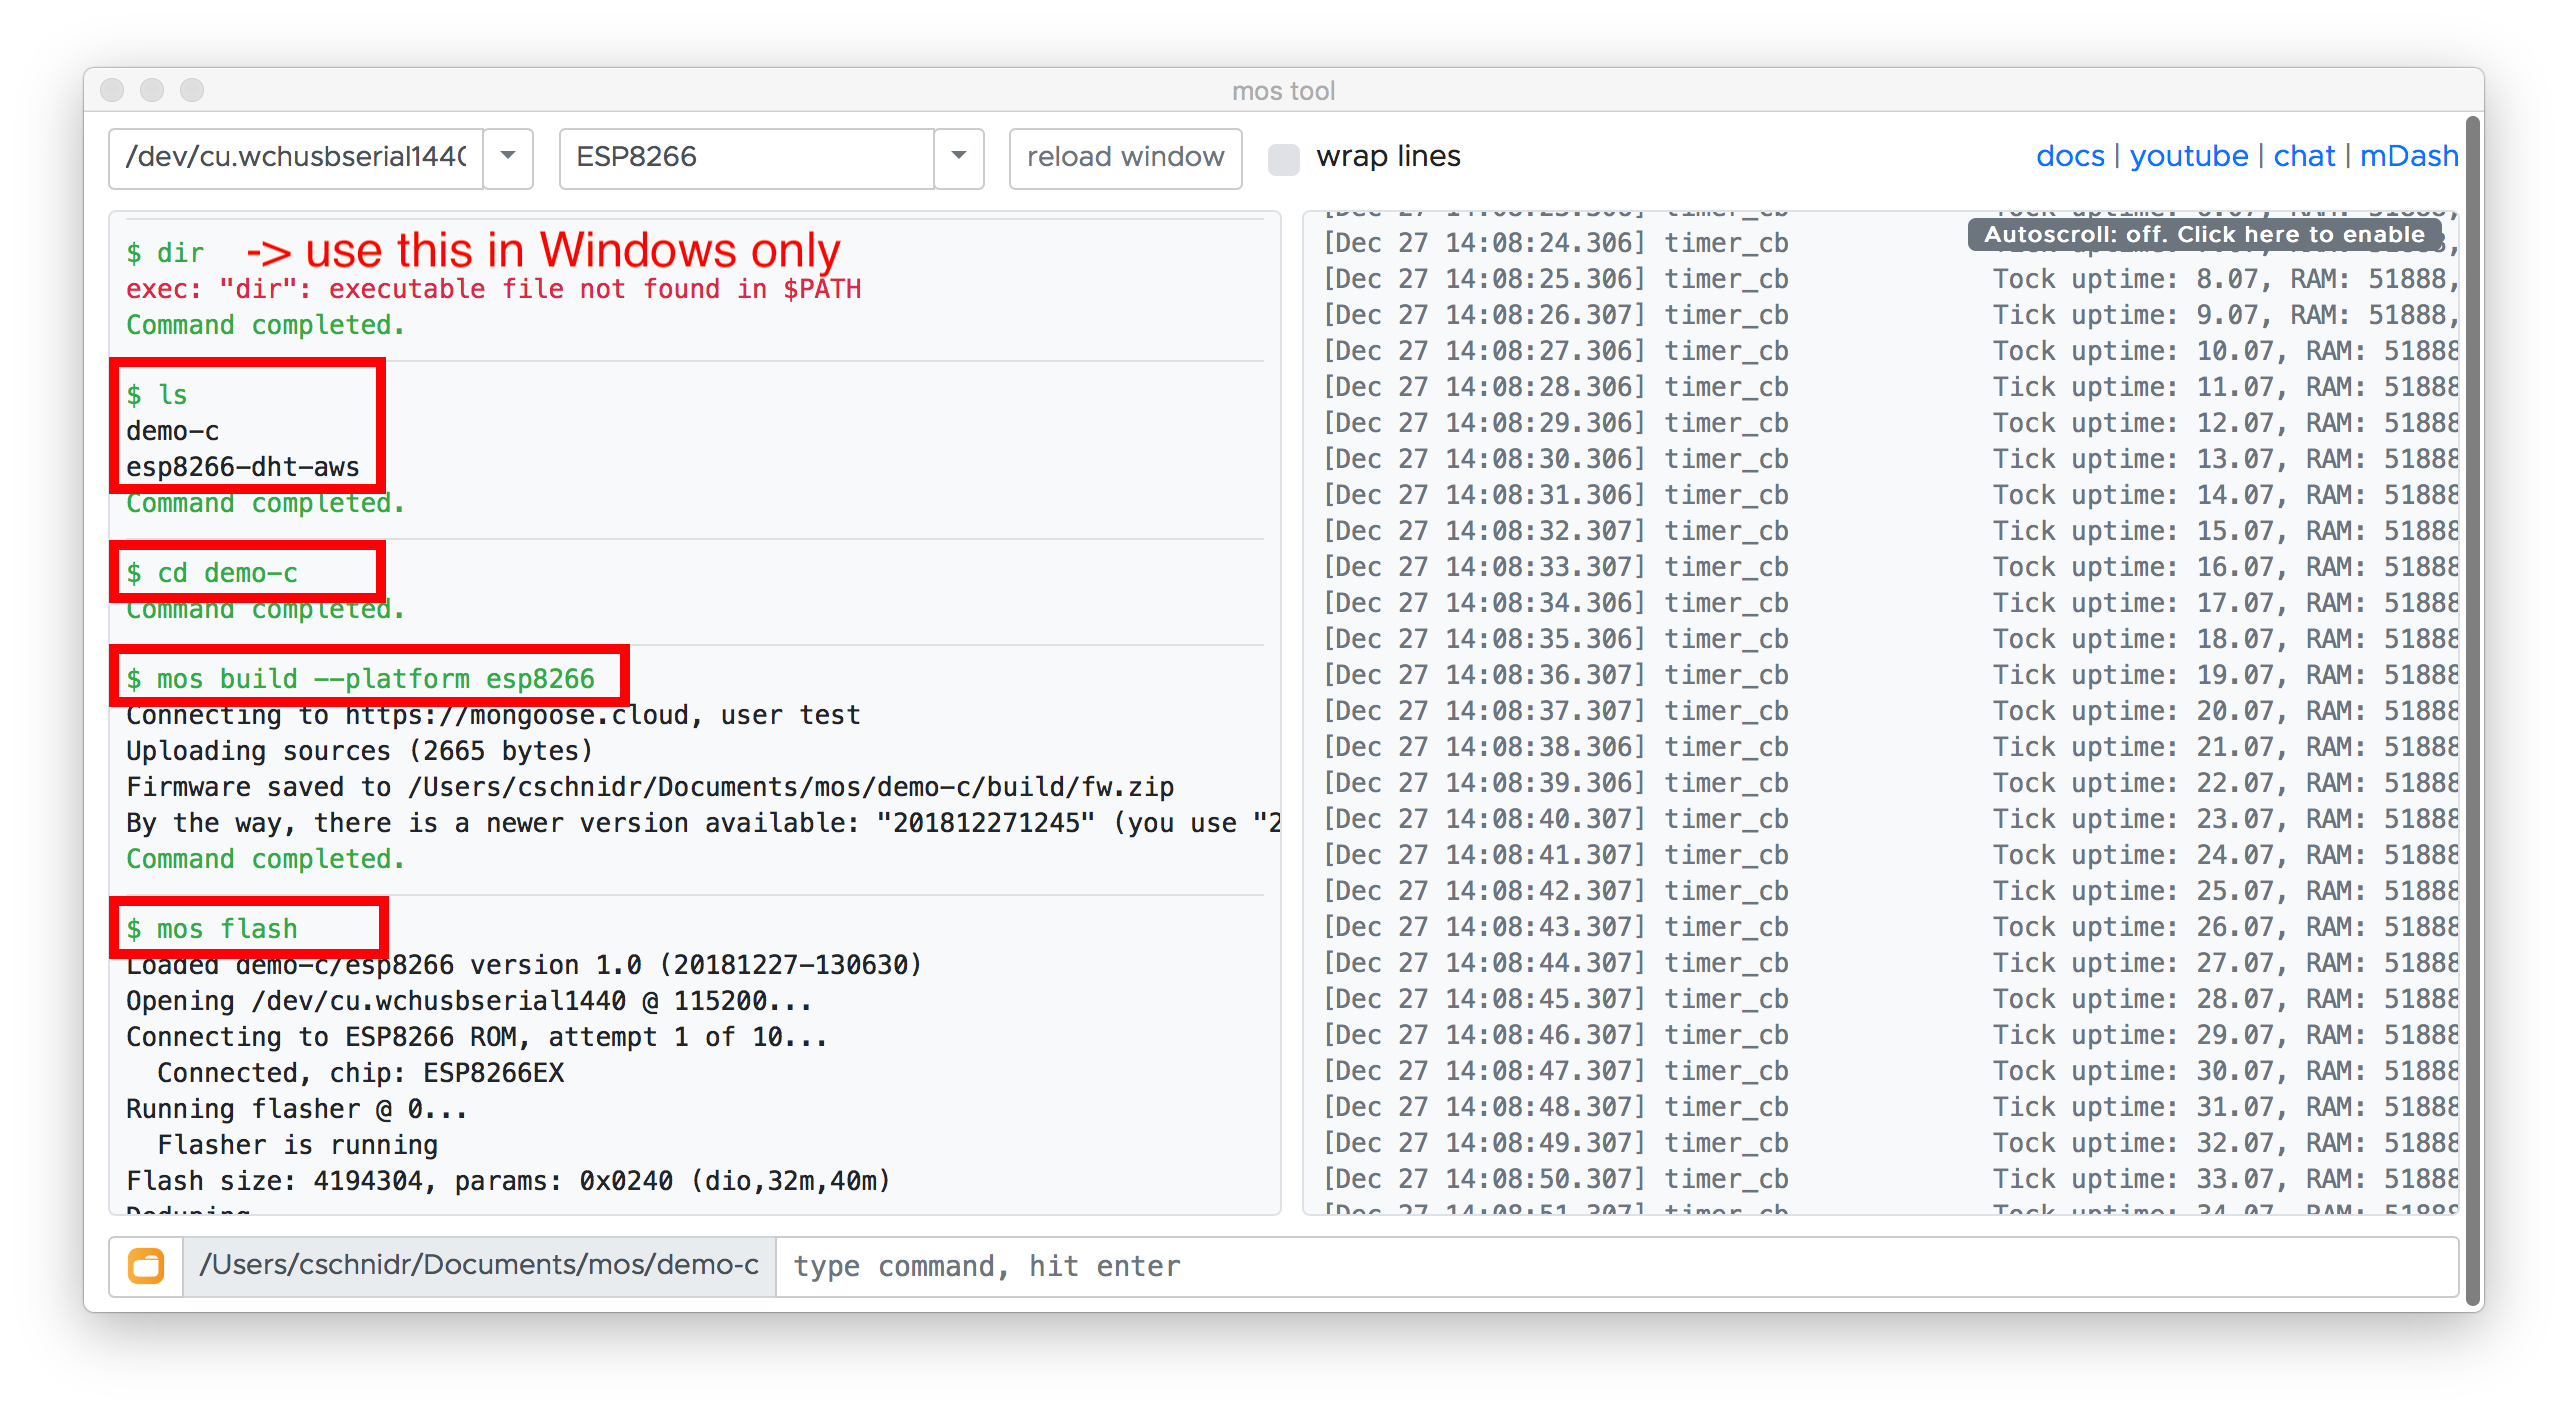 mos tool
/dev/cu.wchusbserial144
ESP8266
reload window
wrap lines
docs | youtube | chat | mDash
$ dir -> use this in Windows only
exec: "dir": executable file not found in $PATH
Command completed.
$ ls
demo-c
esp8266-dht-aws
Command completed.
$ cd demo-c
Command completed.
$ mos build --platform esp8266
Connecting to https://mongoose.cloud, user test
Uploading sources (2665 bytes)
Firmware saved to /Users/cschnidr/Documents/mos/demo-c/build/fw.zip
By the way, there is a newer version available: "201812271245" (you use "2
Command completed.
$ mos flash
Loaded demo-c/esp8266 version 1.0 (20181227-130630)
Opening /dev/cu.wchusbserial1440 @ 115200...
Connecting to ESP8266 ROM, attempt 1 of 10...
Connected, chip: ESP8266EX
Running flasher @ 0...
Flasher is running
Flash size: 4194304, params: 0x0240 (dio,32m,40m)
Autoscroll: off. Click here to enable
[Dec 27 14:08:24.306] timer_cb
[Dec 27 14:08:25.306] timer_cb Tock uptime: 8.07, RAM: 51888,
[Dec 27 14:08:26.307] timer_cb Tick uptime: 9.07, RAM: 51888,
[Dec 27 14:08:27.306] timer_cb Tock uptime: 10.07, RAM: 51888
[Dec 27 14:08:28.306] timer_cb Tick uptime: 11.07, RAM: 51888
[Dec 27 14:08:29.306] timer_cb Tock uptime: 12.07, RAM: 51888
[Dec 27 14:08:30.306] timer_cb Tick uptime: 13.07, RAM: 51888
[Dec 27 14:08:31.306] timer_cb Tock uptime: 14.07, RAM: 51888
[Dec 27 14:08:32.307] timer_cb Tick uptime: 15.07, RAM: 51888
[Dec 27 14:08:33.307] timer_cb Tock uptime: 16.07, RAM: 51888
[Dec 27 14:08:34.306] timer_cb Tick uptime: 17.07, RAM: 51888
[Dec 27 14:08:35.306] timer_cb Tock uptime: 18.07, RAM: 51888
[Dec 27 14:08:36.307] timer_cb Tick uptime: 19.07, RAM: 51888
[Dec 27 14:08:37.307] timer_cb Tock uptime: 20.07, RAM: 51888
[Dec 27 14:08:38.306] timer_cb Tick uptime: 21.07, RAM: 51888
[Dec 27 14:08:39.306] timer_cb Tock uptime: 22.07, RAM: 51888
[Dec 27 14:08:40.307] timer_cb Tick uptime: 23.07, RAM: 51888
[Dec 27 14:08:41.307] timer_cb Tock uptime: 24.07, RAM: 51888
[Dec 27 14:08:42.307] timer_cb Tick uptime: 25.07, RAM: 51888
[Dec 27 14:08:43.307] timer_cb Tock uptime: 26.07, RAM: 51888
[Dec 27 14:08:44.307] timer_cb Tick uptime: 27.07, RAM: 51888
[Dec 27 14:08:45.307] timer_cb Tock uptime: 28.07, RAM: 51888
[Dec 27 14:08:46.307] timer_cb Tick uptime: 29.07, RAM: 51888
[Dec 27 14:08:47.307] timer_cb Tock uptime: 30.07, RAM: 51888
[Dec 27 14:08:48.307] timer_cb Tick uptime: 31.07, RAM: 51888
[Dec 27 14:08:49.307] timer_cb Tock uptime: 32.07, RAM: 51888
[Dec 27 14:08:50.307] timer_cb Tick uptime: 33.07, RAM: 51888
/Users/cschnidr/Documents/mos/demo-c
type command, hit enter